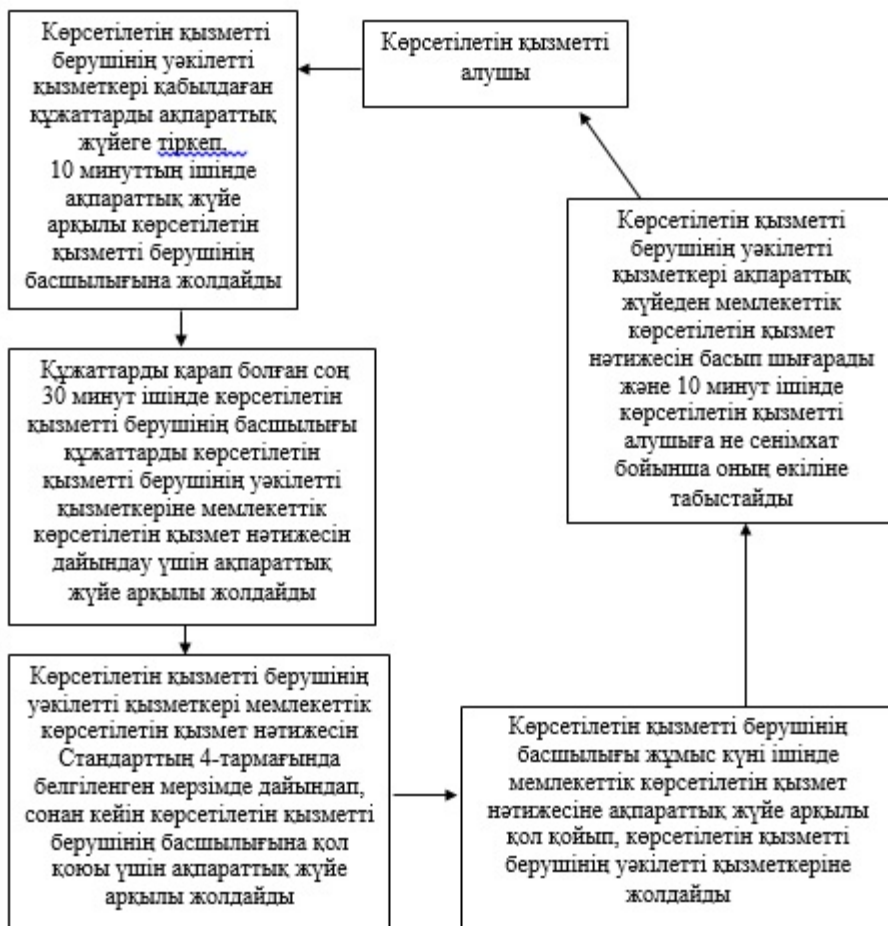 Көрсетілетін қызметті
алушы
Көрсетілетін қызметті
берушінің уәкілетті
қызметкері қабылдаған
құжаттарды ақпараттық
жүйеге тіркеп,
10 минуттың ішінде
ақпараттық жүйе
арқылы көрсетілетін
қызметті берушінің
басшылығына жолдайды
Құжаттарды қарап болған соң
30 минут ішінде көрсетілетін
қызметті берушінің басшылығы
құжаттарды көрсетілетін
қызметті берушінің уәкілетті
қызметкеріне мемлекеттік
көрсетілетін қызмет нәтижесін
дайындау үшін ақпараттық
жүйе арқылы жолдайды
Көрсетілетін қызметті берушінің
уәкілетті қызметкері мемлекеттік
көрсетілетін қызмет нәтижесін
Стандарттың 4-тармағында
белгіленген мерзімде дайындап,
сонан кейін көрсетілетін қызметті
берушінің басшылығына қол
қоюы үшін ақпараттық жүйе
арқылы жолдайды
Көрсетілетін қызметті берушінің
басшылығы жұмыс күні ішінде
мемлекеттік көрсетілетін қызмет
нәтижесіне ақпараттық жүйе арқылы
қол қойып, көрсетілетін қызметті
берушінің уәкілетті қызметкеріне
жолдайды
Көрсетілетін қызметті
берушінің уәкілетті
қызметкері ақпараттық
жүйеден мемлекеттік
көрсетілетін қызмет
нәтижесін басып шығарады
және 10 минут ішінде
көрсетілетін қызметті
алушыға не сенімхат
бойынша оның өкіліне
табыстайды